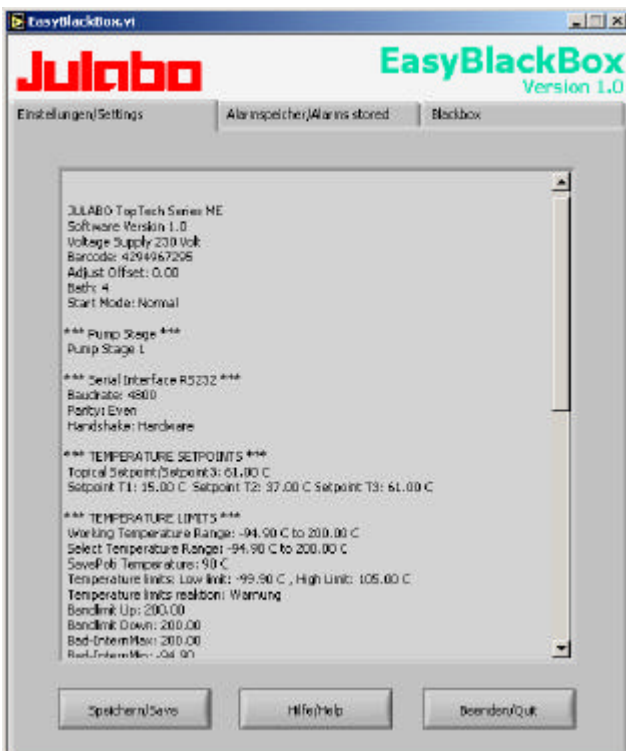 EasyBlackBox.vi
Julabo
EasyBlackBox
Version 1.0
Einstellungen/Settings
Alarmspeicher/Alarms stored
Blackbox
JULABO TopTech Series ME
Software Version 1.0
Voltage Supply 230 Volt
Barcode: 4294967295
Adjust Offset: 0.00
Bath: 4
Start Mode: Normal
*** Pump Stage ***
Pump Stage 1
*** Serial Interface RS232 ***
Baudrate: 4800
Parity: Even
Handshake: Hardware
*** TEMPERATURE SETPOINTS ***
Topical Setpoint/Setpoint3: 61.00 C
Setpoint T1: 15.00 C Setpoint T2: 37.00 C Setpoint T3: 61.00 C
*** TEMPERATURE LIMITS ***
Working Temperature Range: -94.90 C to 200.00 C
Select Temperature Range: -94.90 C to 200.00 C
SavePoti Temperature: 90 C
Temperature limits: Low limit: -99.90 C , High Limit: 105.00 C
Temperature limits reaktion: Warnung
Bandlimit Up: 200.00
Bandlimit Down: 200.00
Bad-InternMax: 200.00
Bad-InternMin: -94.90
Speichern/Save
Hilfe/Help
Beenden/Quit